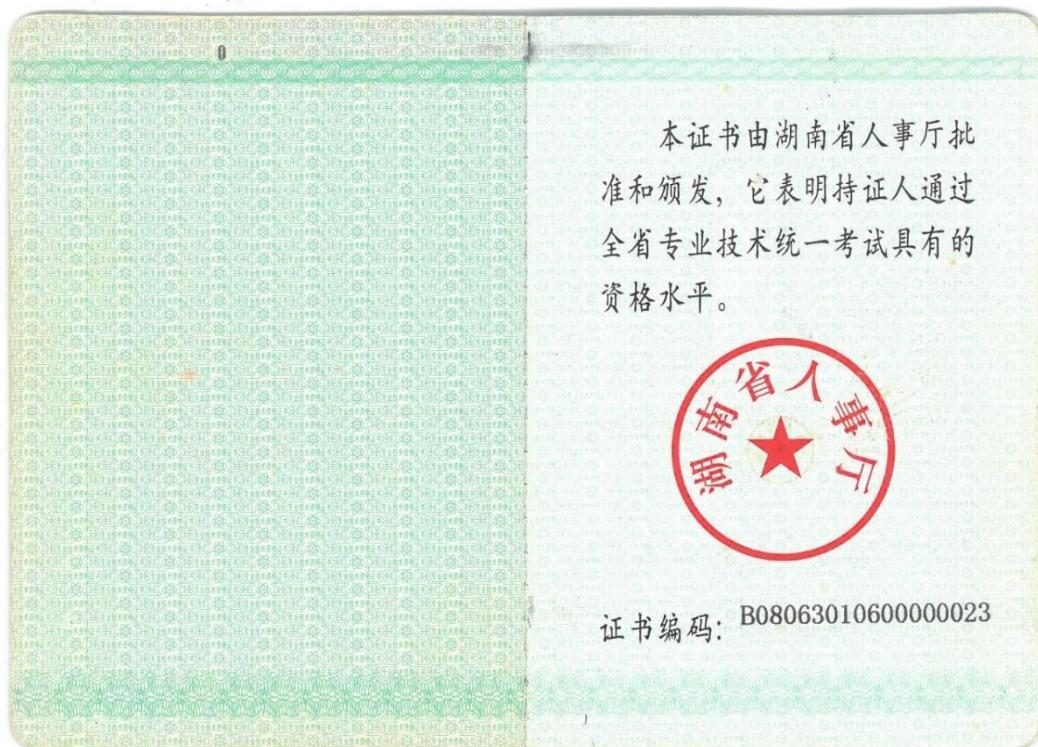 0
本证书由湖南省人事厅批
准和颁发，它表明持证人通过
全省专业技术统一考试具有的
资格水平。
湖南省人事厅
证书编码：B08063010600000023